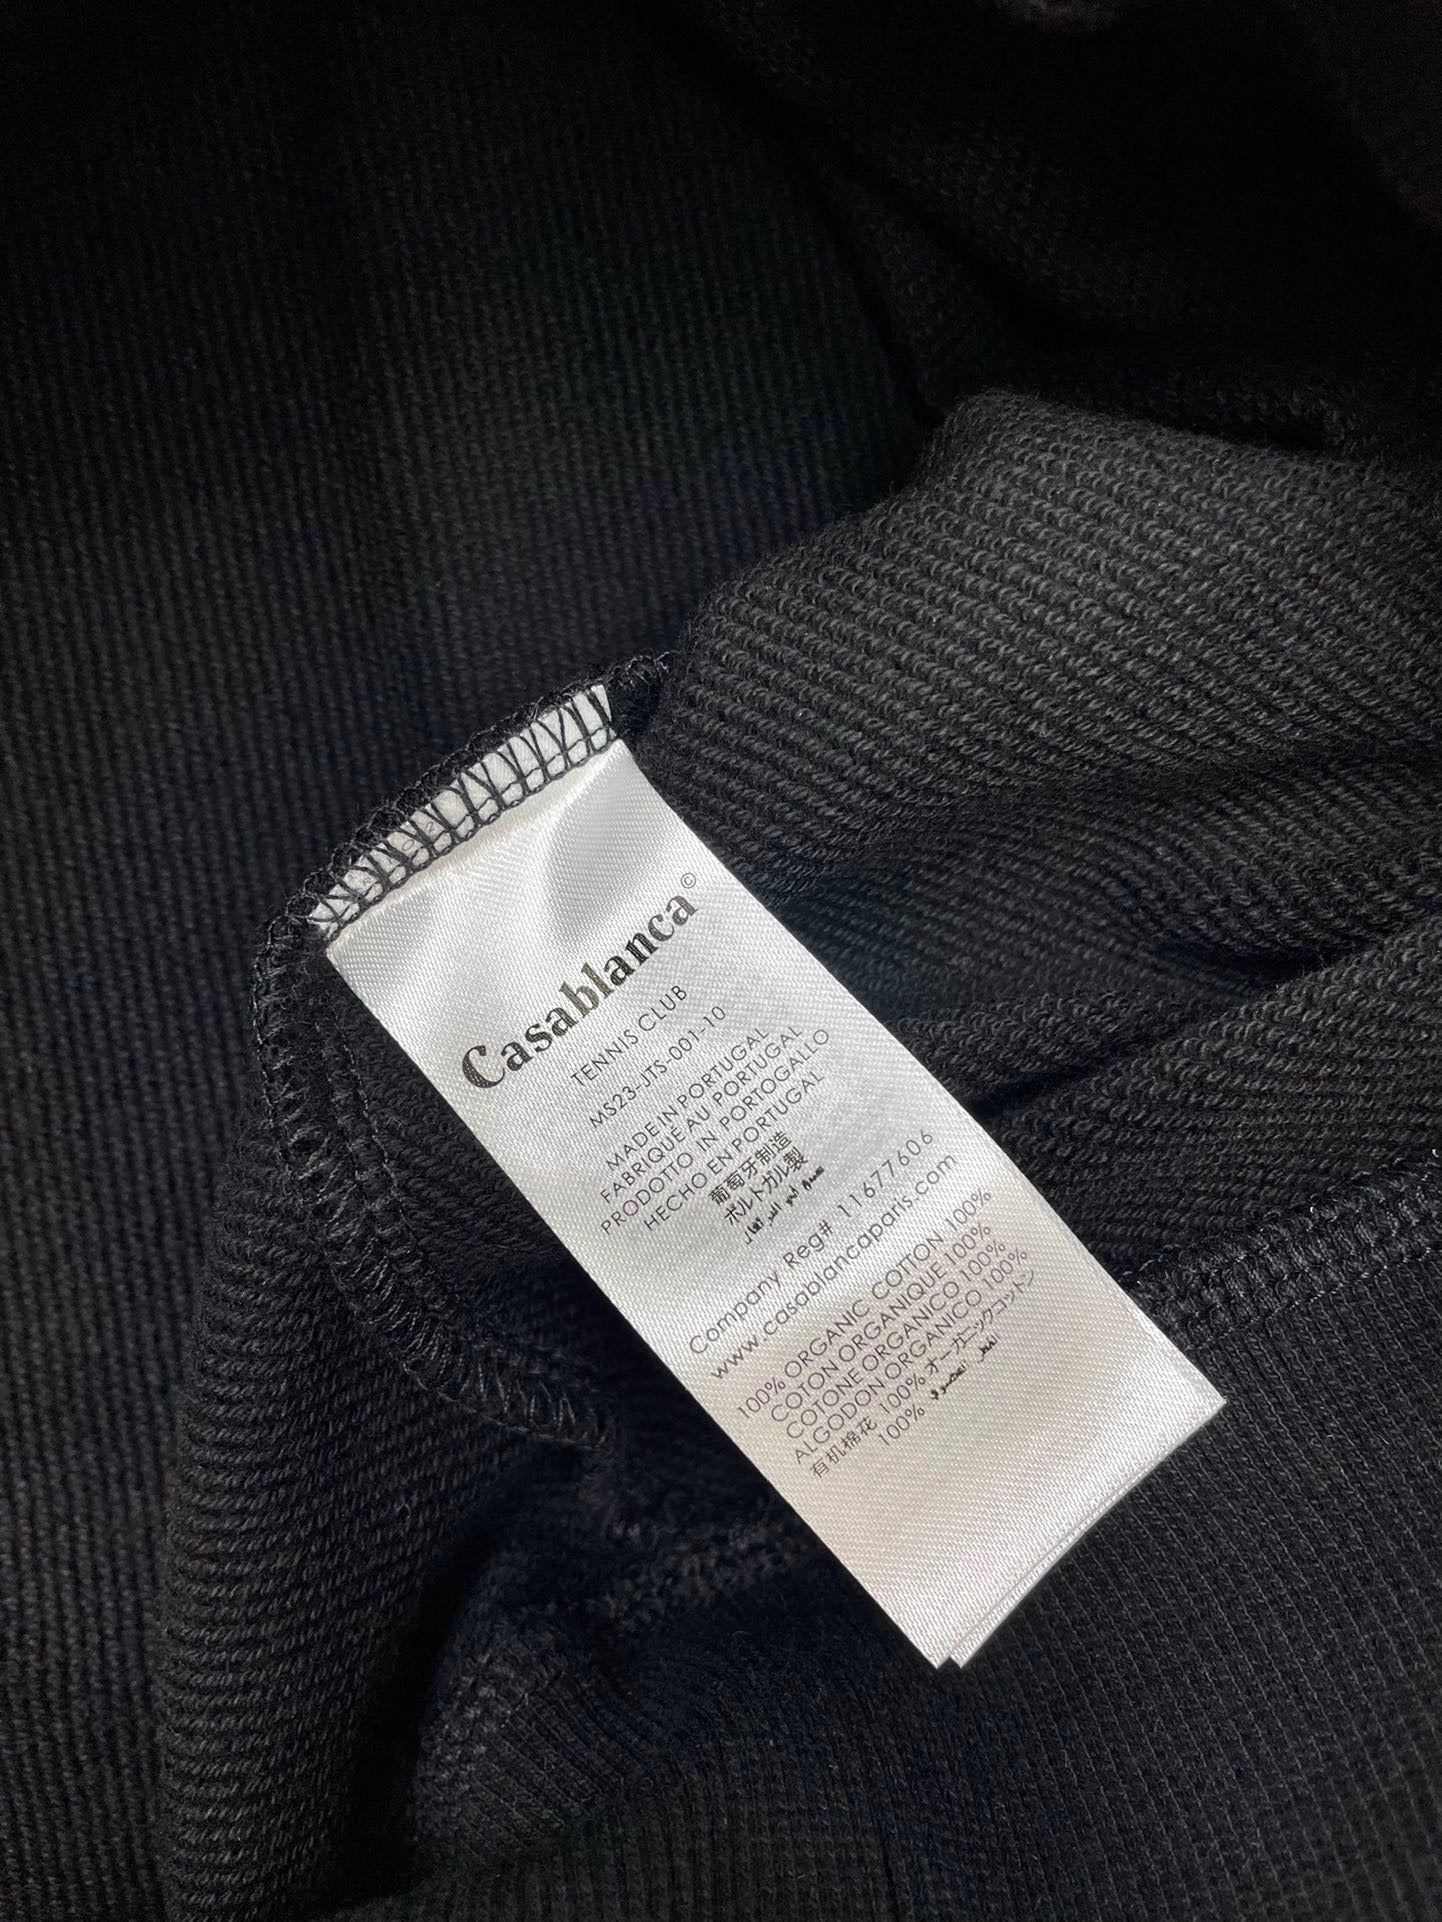 Casablanca©
TENNIS CLUB
MS23-JTS-001-10
MADE IN PORTUGAL
FABRIQUÉ AU PORTUGAL
PRODOTTO IN PORTOGALLO
HECHO EN PORTUGAL
葡萄牙制造
ポルトガル製
Company Reg# 11677606
www.casablancaparis.com
100% ORGANIC COTTON 100%
COTON ORGANIQUE 100%
COTONE ORGANICO 100%
ALGODON ORGANICO 100%
有机棉花 100% オーガニックコットン
100%